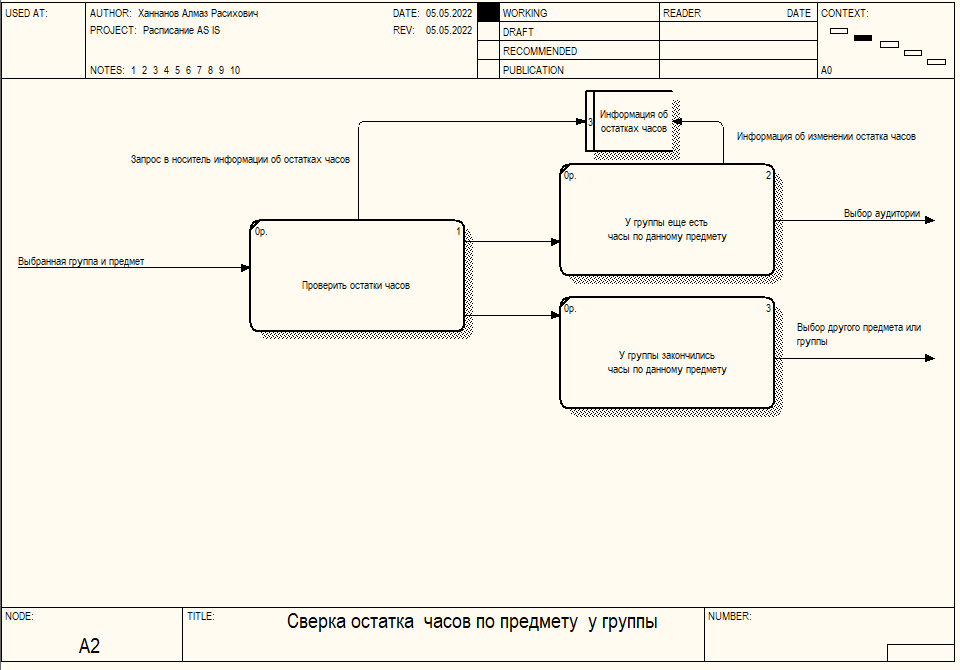 USED AT:
AUTHOR: Ханнанов Алмаз Расихович
DATE: 05.05.2022
PROJECT: Расписание AS IS
REV: 05.05.2022
NOTES: 1 2 3 4 5 6 7 8 9 10
WORKING
DRAFT
RECOMMENDED
PUBLICATION
READER
DATE
CONTEXT:
A0
3
Информация об
остатках часов
Информация об изменении остатка часов
Запрос в носитель информации об остатках часов
0р.
2
У группы еще есть
часы по данному предмету
Выбор аудитории
0р.
1
Проверить остатки часов
Выбранная группа и предмет
0р.
3
У группы закончились
часы по данному предмету
Выбор другого предмета или
группы
NODE:
A2
TITLE:
Сверка остатка часов по предмету у группы
NUMBER: